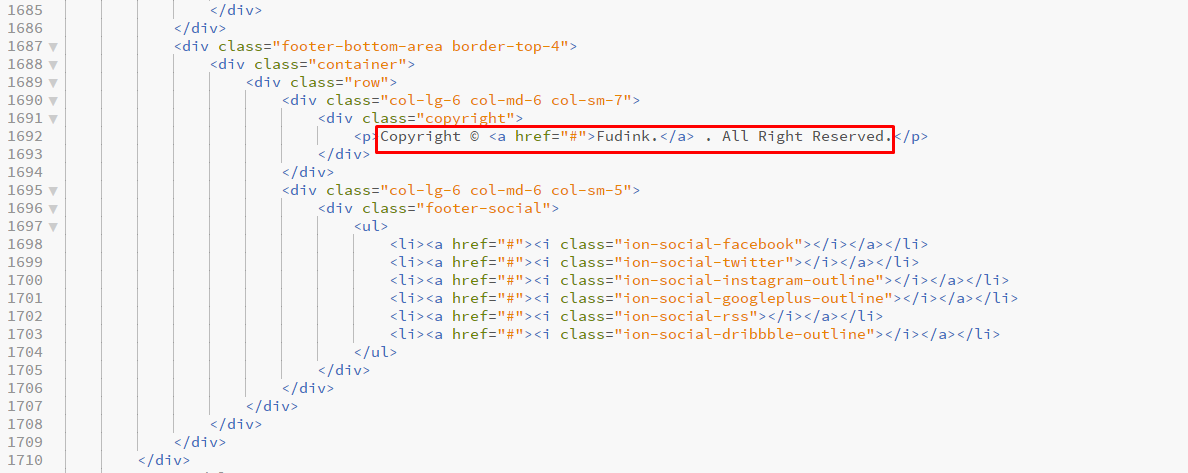 1685 </div>
1686 </div>
1687 <div class="footer-bottom-area border-top-4">
1688 <div class="container">
1689 <div class="row">
1690 <div class="col-lg-6 col-md-6 col-sm-7">
1691 <div class="copyright">
1692 <p>Copyright © <a href="#">Fudink.</a> . All Right Reserved.</p>
1693 </div>
1694 </div>
1695 <div class="col-lg-6 col-md-6 col-sm-5">
1696 <div class="footer-social">
1697 <ul>
1698 <li><a href="#"><i class="ion-social-facebook"></i></a></li>
1699 <li><a href="#"><i class="ion-social-twitter"></i></a></li>
1700 <li><a href="#"><i class="ion-social-instagram-outline"></i></a></li>
1701 <li><a href="#"><i class="ion-social-googleplus-outline"></i></a></li>
1702 <li><a href="#"><i class="ion-social-rss"></i></a></li>
1703 <li><a href="#"><i class="ion-social-dribbble-outline"></i></a></li>
1704 </ul>
1705 </div>
1706 </div>
1707 </div>
1708 </div>
1709 </div>
1710 </div>